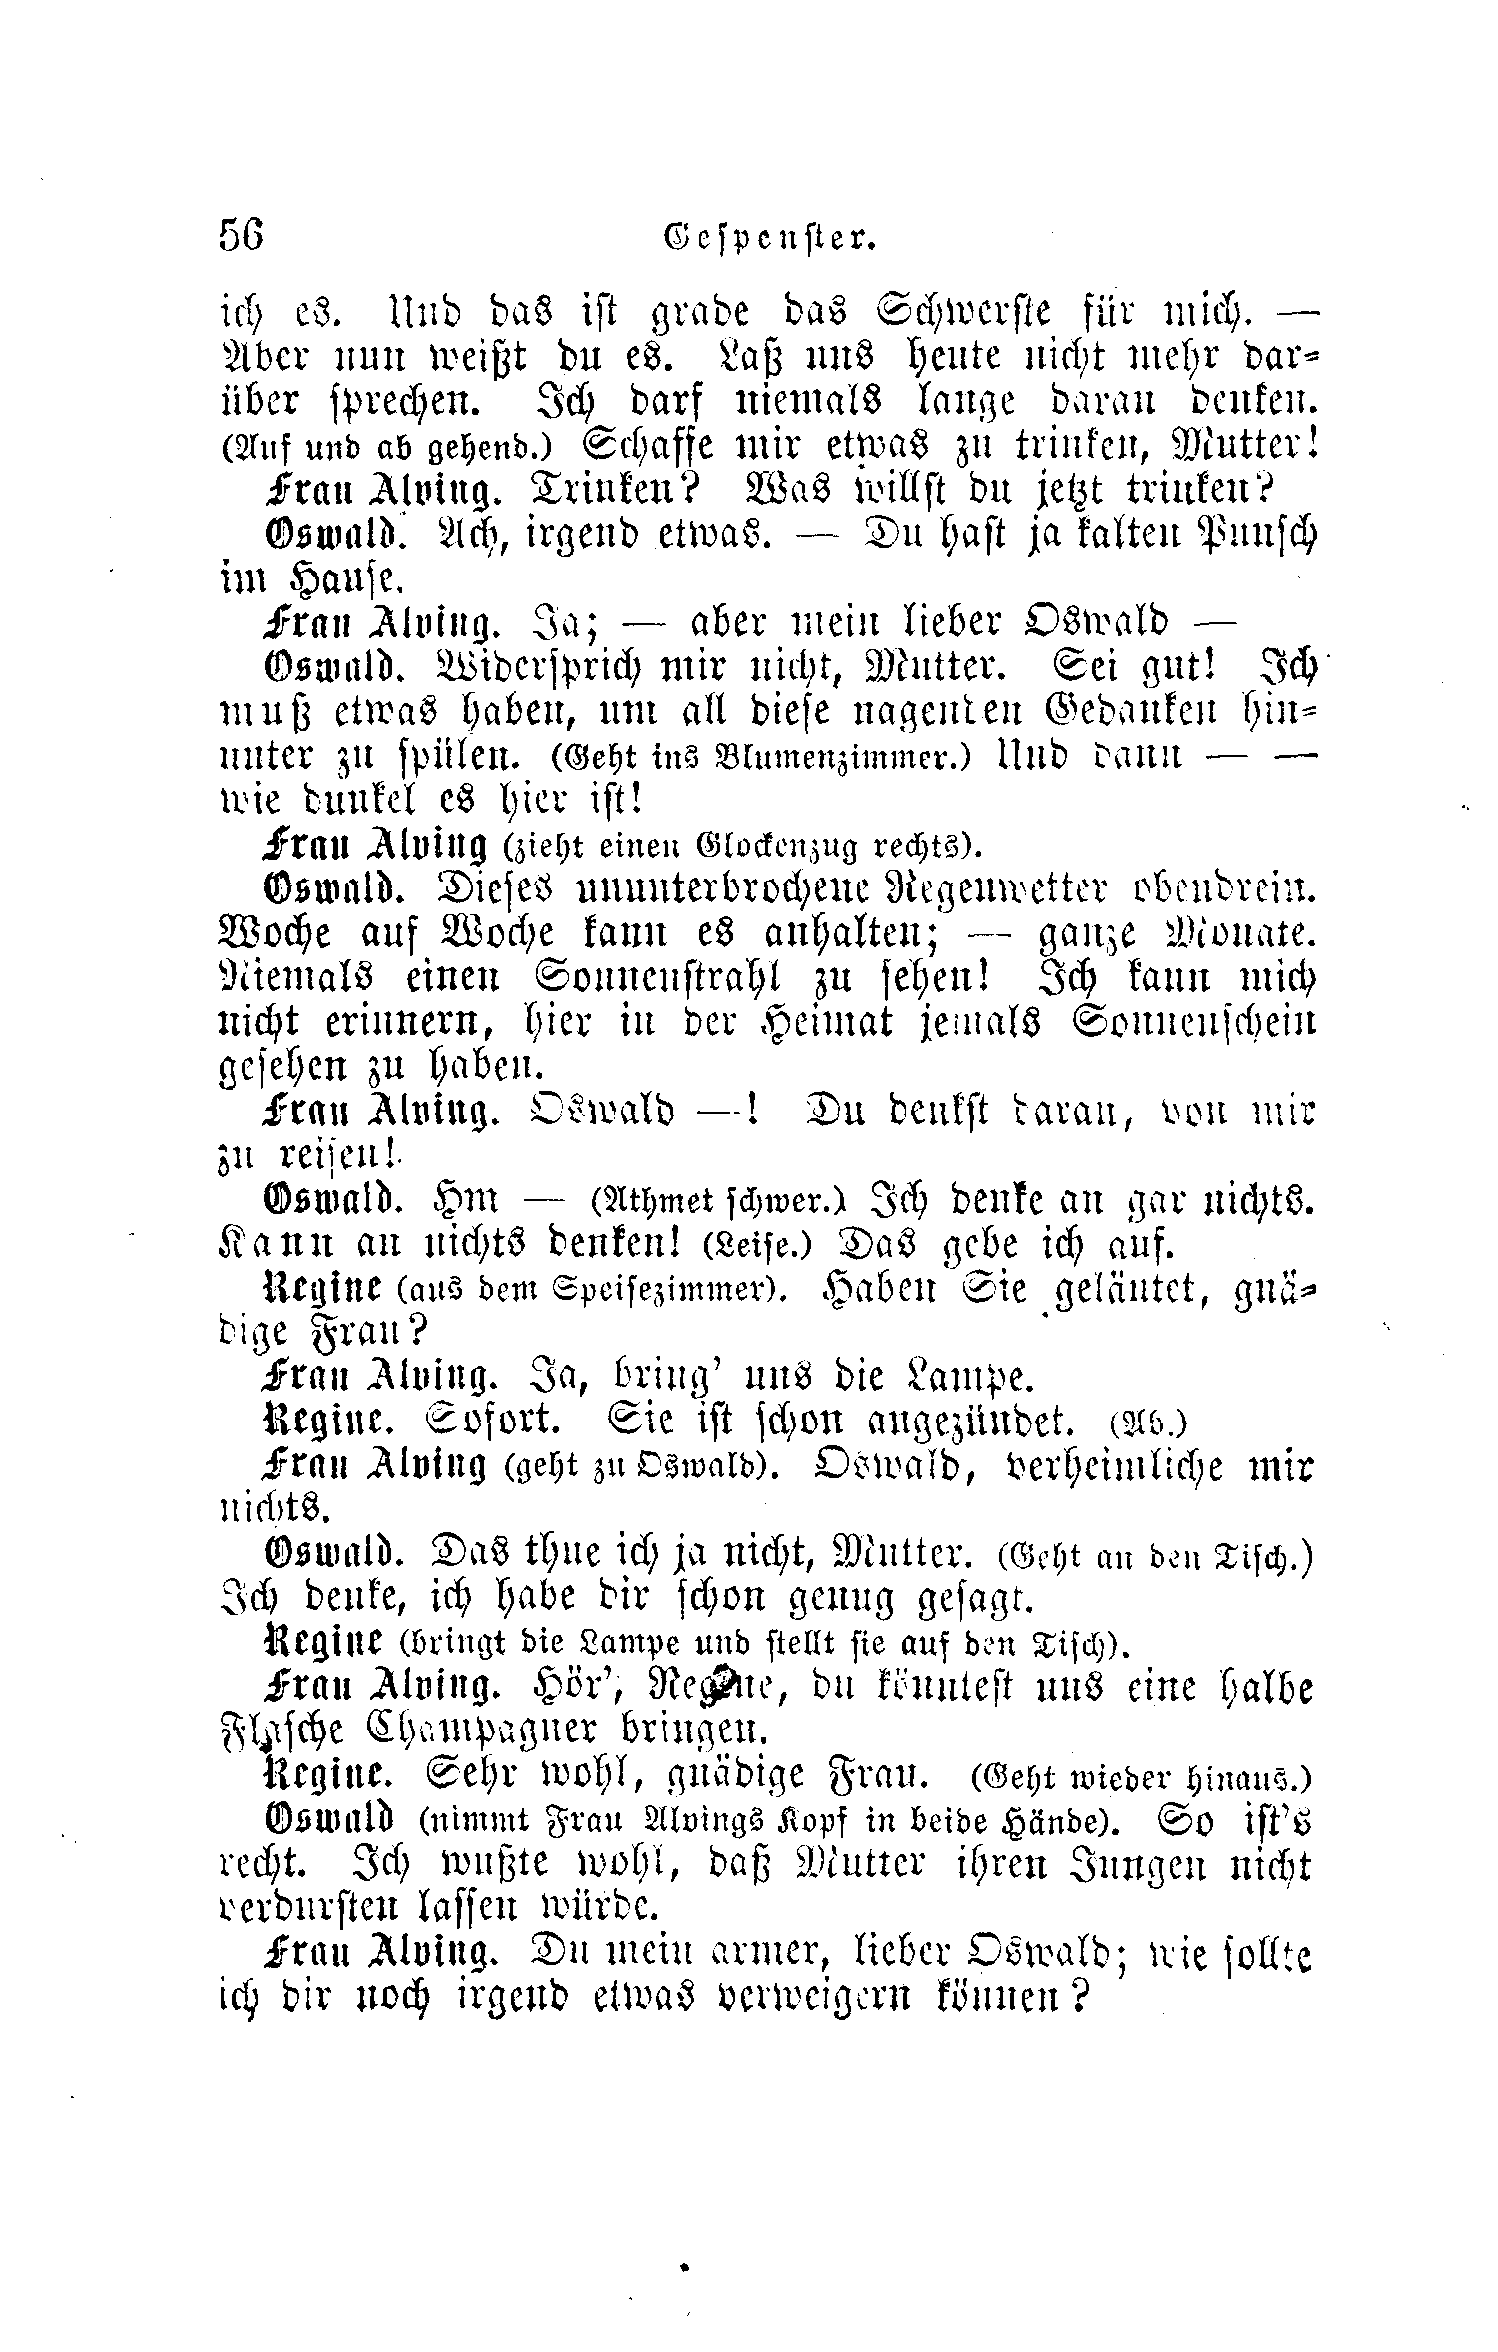 56 Gespenster.
ich es. Und das ist grade das Schwerste für mich. —
Aber nun weißt du es. Laß uns heute nicht mehr dar-
über sprechen. Ich darf niemals lange daran denken.
(Auf und ab gehend.) Schaffe mir etwas zu trinken, Mutter!
Frau Alving. Trinken? Was willst du jetzt trinken?
Oswald. Ach, irgend etwas. — Du hast ja kalten Punsch
im Hause.
Frau Alving. Ja; — aber mein lieber Oswald —
Oswald. Widersprich mir nicht, Mutter. Sei gut! Ich
muß etwas haben, um all diese nagenden Gedanken hin-
unter zu spülen. (Geht ins Blumenzimmer.) Und dann — —
wie dunkel es hier ist!
Frau Alving (zieht einen Glockenzug rechts).
Oswald. Dieses ununterbrochene Regenwetter obendrein.
Woche auf Woche kann es anhalten; — ganze Monate.
Niemals einen Sonnenstrahl zu sehen! Ich kann mich
nicht erinnern, hier in der Heimat jemals Sonnenschein
gesehen zu haben.
Frau Alving. Oswald —! Du denkst daran, von mir
zu reisen!
Oswald. Hm — (Athmet schwer.) Ich denke an gar nichts.
Kann an nichts denken! (Leise.) Das gebe ich auf.
Regine (aus dem Speisezimmer). Haben Sie geläutet, gnä-
dige Frau?
Frau Alving. Ja, bring' uns die Lampe.
Regine. Sofort. Sie ist schon angezündet. (Ab.)
Frau Alving (geht zu Oswald). Oswald, verheimliche mir
nichts.
Oswald. Das thue ich ja nicht, Mutter. (Geht an den Tisch.)
Ich denke, ich habe dir schon genug gesagt.
Regine (bringt die Lampe und stellt sie auf den Tisch).
Frau Alving. Hör', Regine, du könntest uns eine halbe
Flasche Champagner bringen.
Regine. Sehr wohl, gnädige Frau. (Geht wieder hinaus.)
Oswald (nimmt Frau Alvings Kopf in beide Hände). So ist's
recht. Ich wußte wohl, daß Mutter ihren Jungen nicht
verdursten lassen würde.
Frau Alving. Du mein armer, lieber Oswald; wie sollte
ich dir noch irgend etwas verweigern können?